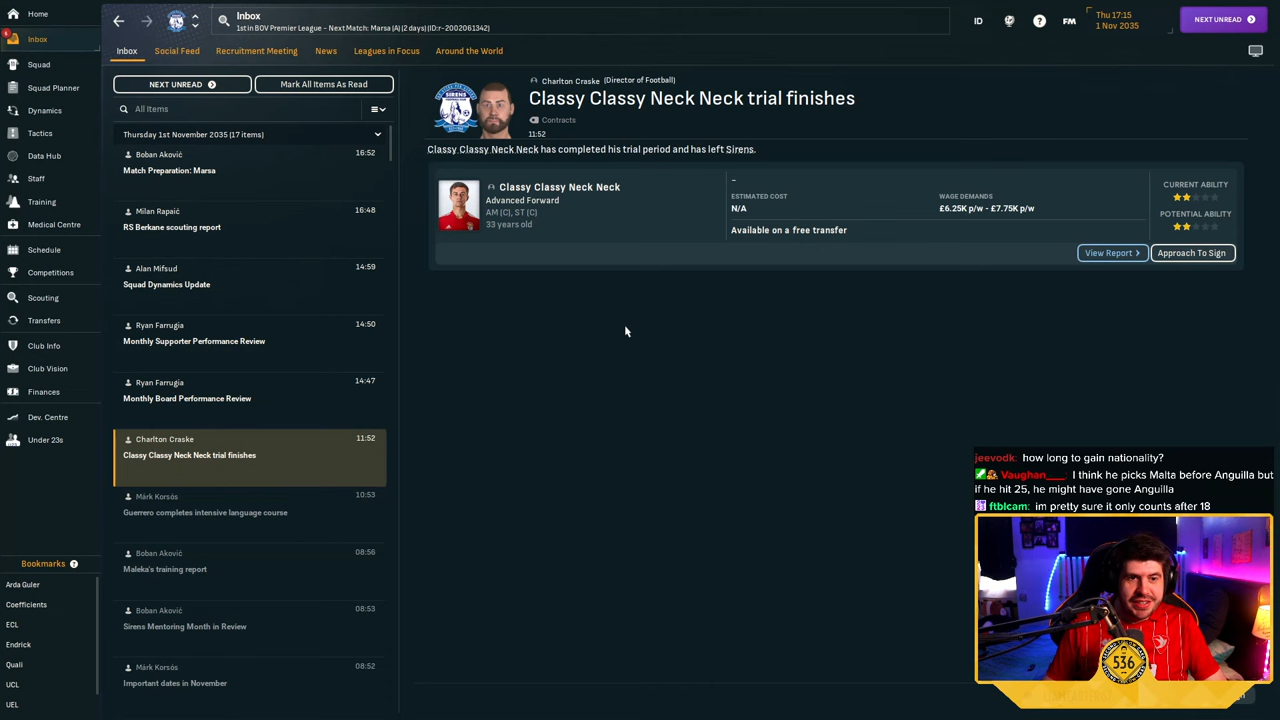 Home
Inbox
6
Squad
Squad Planner
Dynamics
Tactics
Data Hub
Staff
Training
Medical Centre
Schedule
Competitions
Scouting
Transfers
Club Info
Club Vision
Finances
Dev. Centre
Under 23s
Bookmarks ?
Arda Guler
Coefficients
ECL
Endrick
Quali
UCL
UEL
Inbox
1st in BOV Premier League - Next Match: Marsa (A) (2 days) (ID:r-2002061342)
ID
?
FM
Thu 17:15
1 Nov 2035
NEXT UNREAD
Inbox
Social Feed
Recruitment Meeting
News
Leagues in Focus
Around the World
NEXT UNREAD
Mark All Items As Read
All Items
Thursday 1st November 2035 (17 items)
Boban Aković 16:52
Match Preparation: Marsa
Milan Rapaić 16:48
RS Berkane scouting report
Alan Mifsud 14:59
Squad Dynamics Update
Ryan Farrugia 14:50
Monthly Supporter Performance Review
Ryan Farrugia 14:47
Monthly Board Performance Review
Charlton Craske 11:52
Classy Classy Neck Neck trial finishes
Márk Korsós 10:53
Guerrero completes intensive language course
Boban Aković 08:56
Maleka's training report
Boban Aković 08:53
Sirens Mentoring Month in Review
Márk Korsós 08:52
Important dates in November
SIRENS
Charlton Craske (Director of Football)
Classy Classy Neck Neck trial finishes
Contracts
11:52
Classy Classy Neck Neck has completed his trial period and has left Sirens.
Classy Classy Neck Neck
Advanced Forward
AM (C), ST (C)
33 years old
-
ESTIMATED COST
N/A
WAGE DEMANDS
£6.25K p/w - £7.75K p/w
Available on a free transfer
CURRENT ABILITY
POTENTIAL ABILITY
View Report
Approach To Sign
jeevodk: how long to gain nationality?
Vaughan___: I think he picks Malta before Anguilla but
if he hit 25, he might have gone Anguilla
ftblcam: im pretty sure it only counts after 18
536